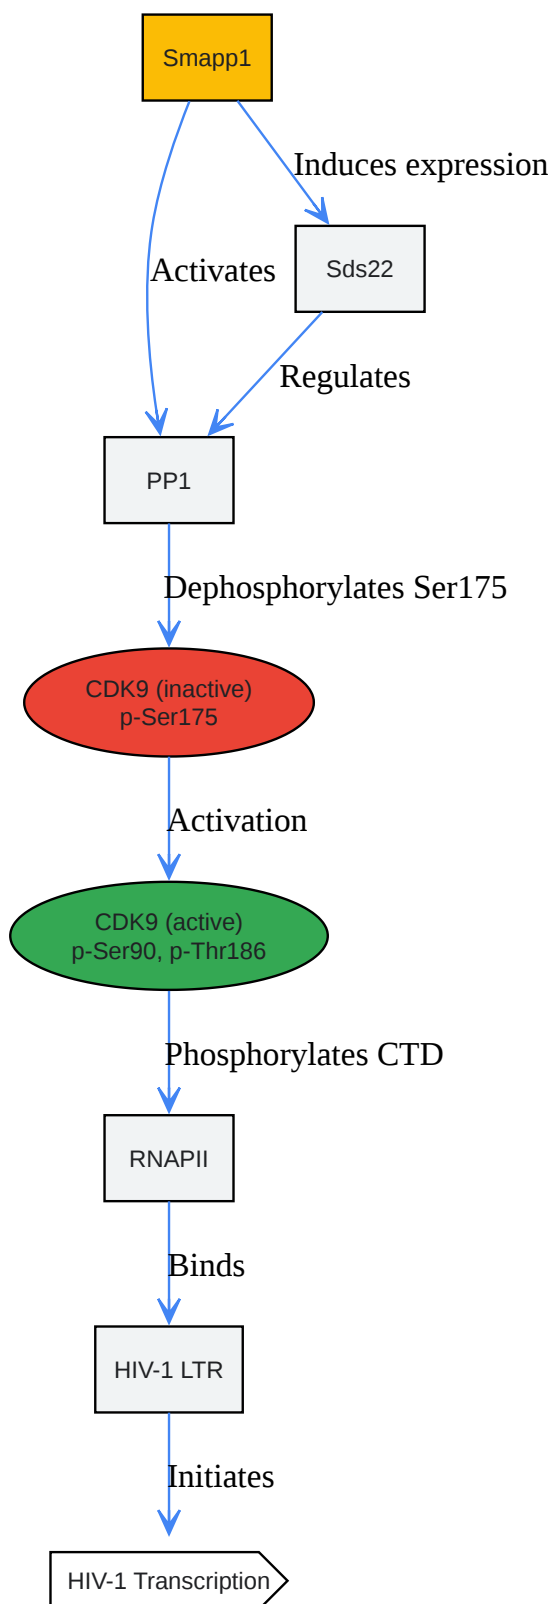 Smapp1
Induces expression
Activates
Sds22
Regulates
PP1
Dephosphorylates Ser175
CDK9 (inactive)
p-Ser175
Activation
CDK9 (active)
p-Ser90, p-Thr186
Phosphorylates CTD
RNAPII
Binds
HIV-1 LTR
Initiates
HIV-1 Transcription